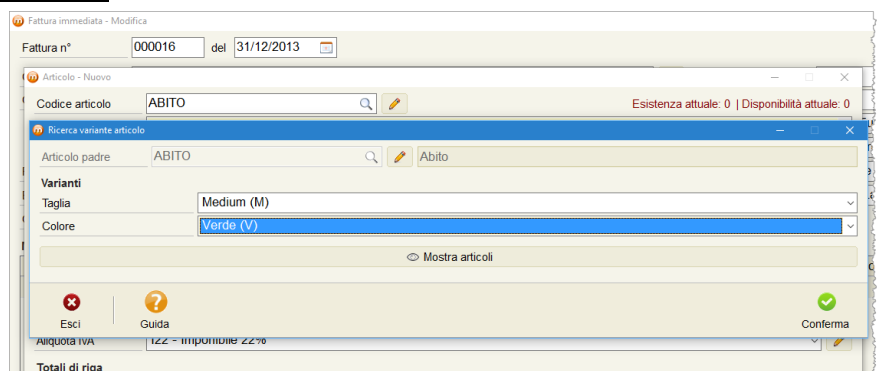 Fattura immediata - Modifica
Fattura n° 000016 del 31/12/2013
Articolo - Nuovo
Codice articolo ABITO Esistenza attuale: 0 | Disponibilità attuale: 0
Ricerca variante articolo
Articolo padre ABITO Abito
Varianti
Taglia Medium (M)
Colore Verde (V)
Mostra articoli
Esci Guida Conferma
Aliquota IVA I22 - Imponibile 22%
Totali di riga